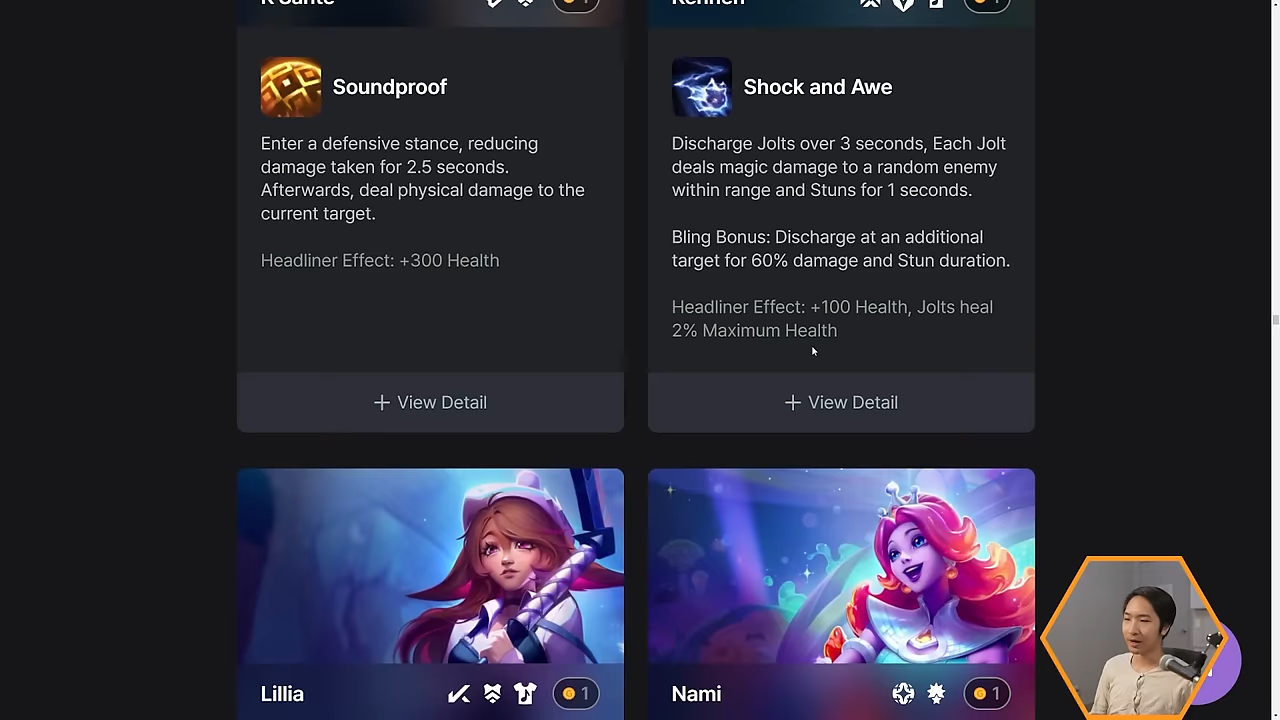 K'Sante
1
Kennen
1
Soundproof
Enter a defensive stance, reducing
damage taken for 2.5 seconds.
Afterwards, deal physical damage to the
current target.
Headliner Effect: +300 Health
+ View Detail
Shock and Awe
Discharge Jolts over 3 seconds, Each Jolt
deals magic damage to a random enemy
within range and Stuns for 1 seconds.
Bling Bonus: Discharge at an additional
target for 60% damage and Stun duration.
Headliner Effect: +100 Health, Jolts heal
2% Maximum Health
+ View Detail
Lillia
1
Nami
1